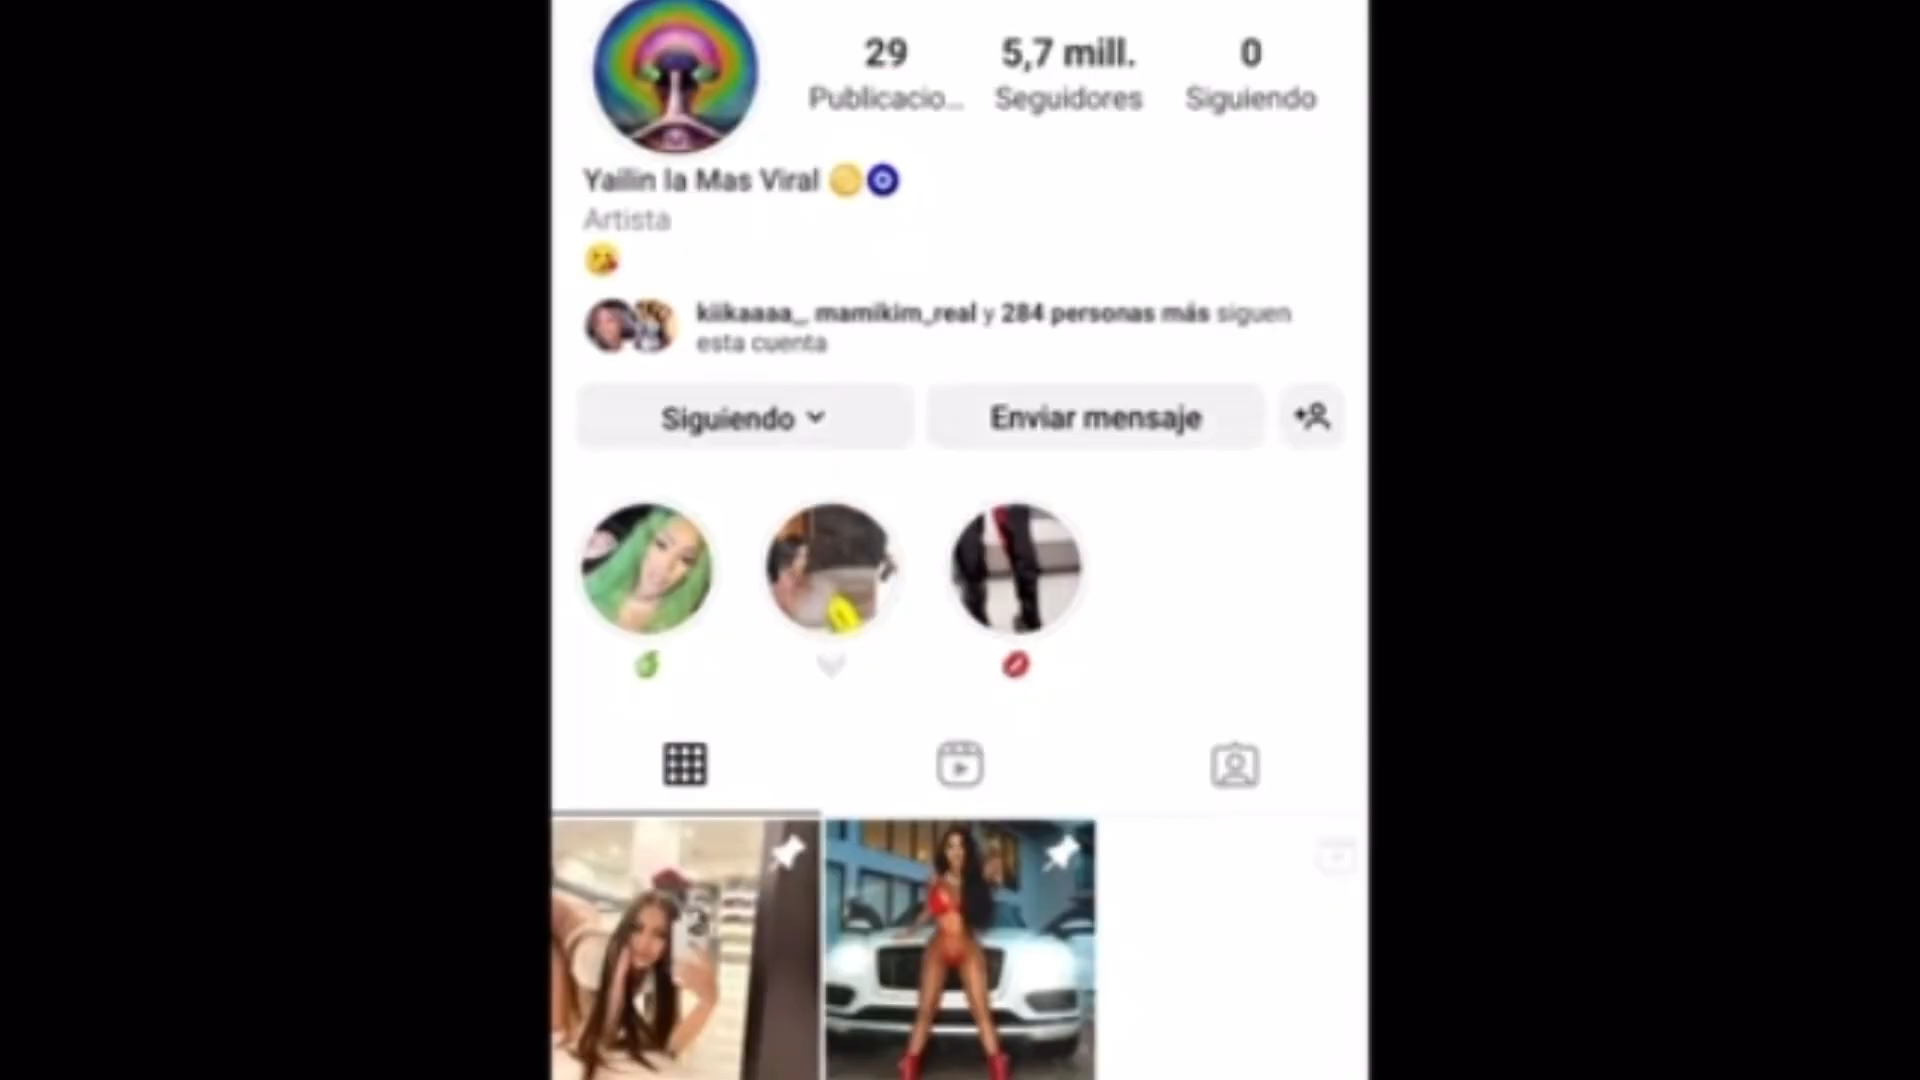 29
5,7 mill.
0
Publicacio...
Seguidores
Siguiendo
Yailin la Mas Viral
Artista
kiikaaaa_, mamikim_real y 284 personas más siguen
esta cuenta
Siguiendo
Enviar mensaje